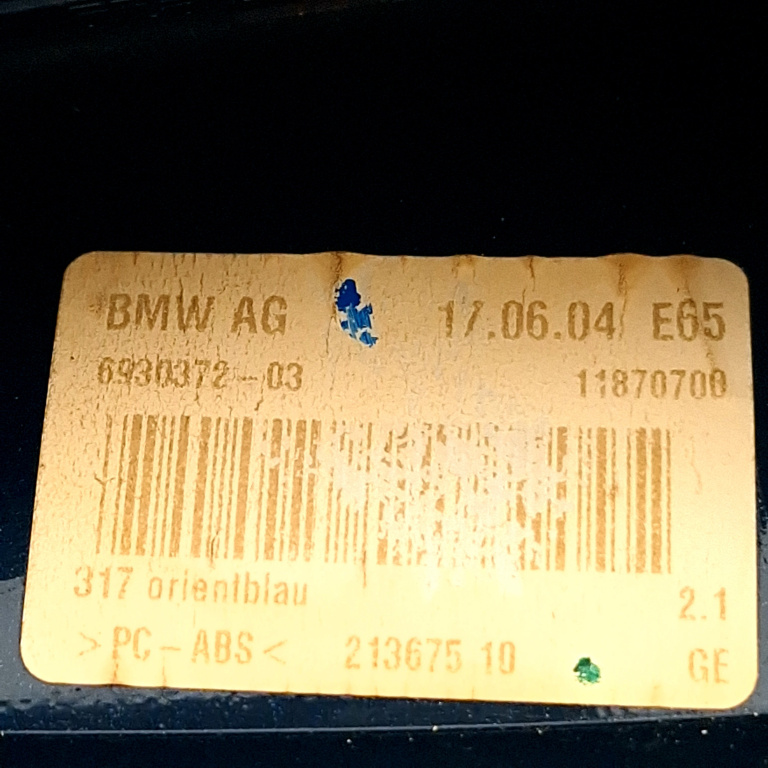 BMW AG 17.06.04 E65
6930372-03 11870700
317 orientblau
2.1
>PC-ABS< 213675 10 GE